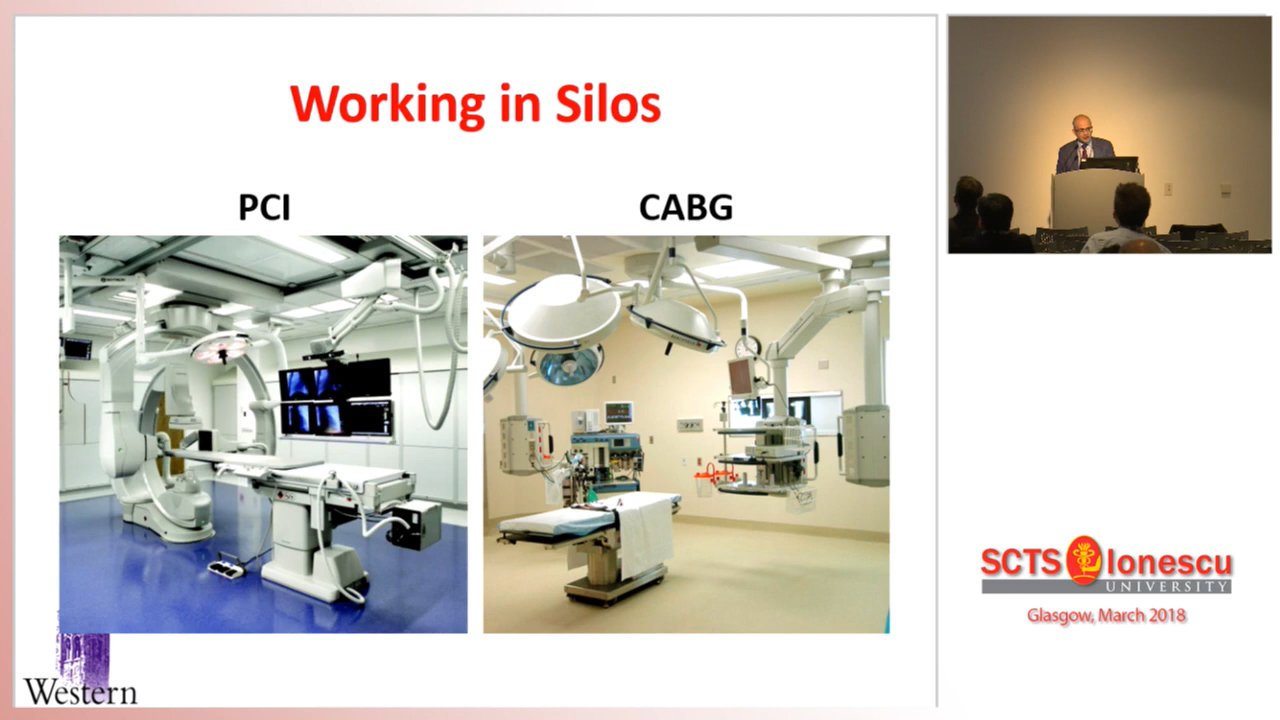 Working in Silos
PCI
CABG
Western
SCTS Ionescu
UNIVERSITY
Glasgow, March 2018